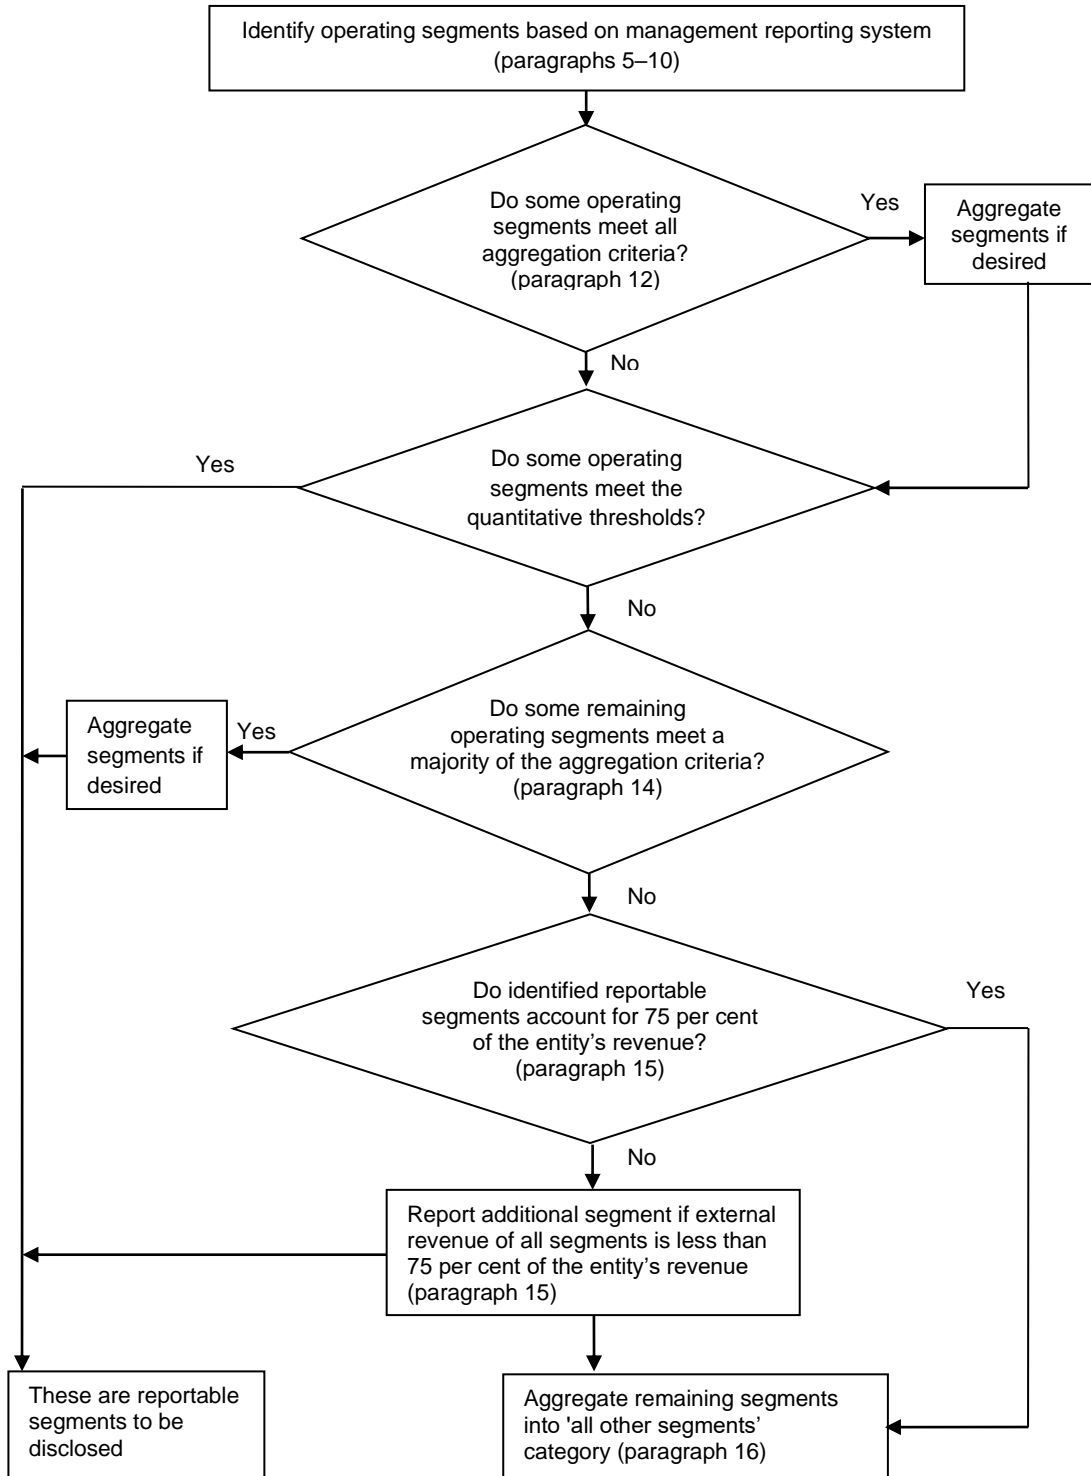 Identify operating segments based on management reporting system
(paragraphs 5–10)
Do some operating
segments meet all
aggregation criteria?
(paragraph 12)
Yes
Aggregate
segments if
desired
No
Do some operating
segments meet the
quantitative thresholds?
Yes
No
Do some remaining
operating segments meet a
majority of the aggregation criteria?
(paragraph 14)
Yes
Aggregate
segments if
desired
No
Do identified reportable
segments account for 75 per cent
of the entity’s revenue?
(paragraph 15)
Yes
No
Report additional segment if external
revenue of all segments is less than
75 per cent of the entity’s revenue
(paragraph 15)
These are reportable
segments to be
disclosed
Aggregate remaining segments
into 'all other segments’
category (paragraph 16)